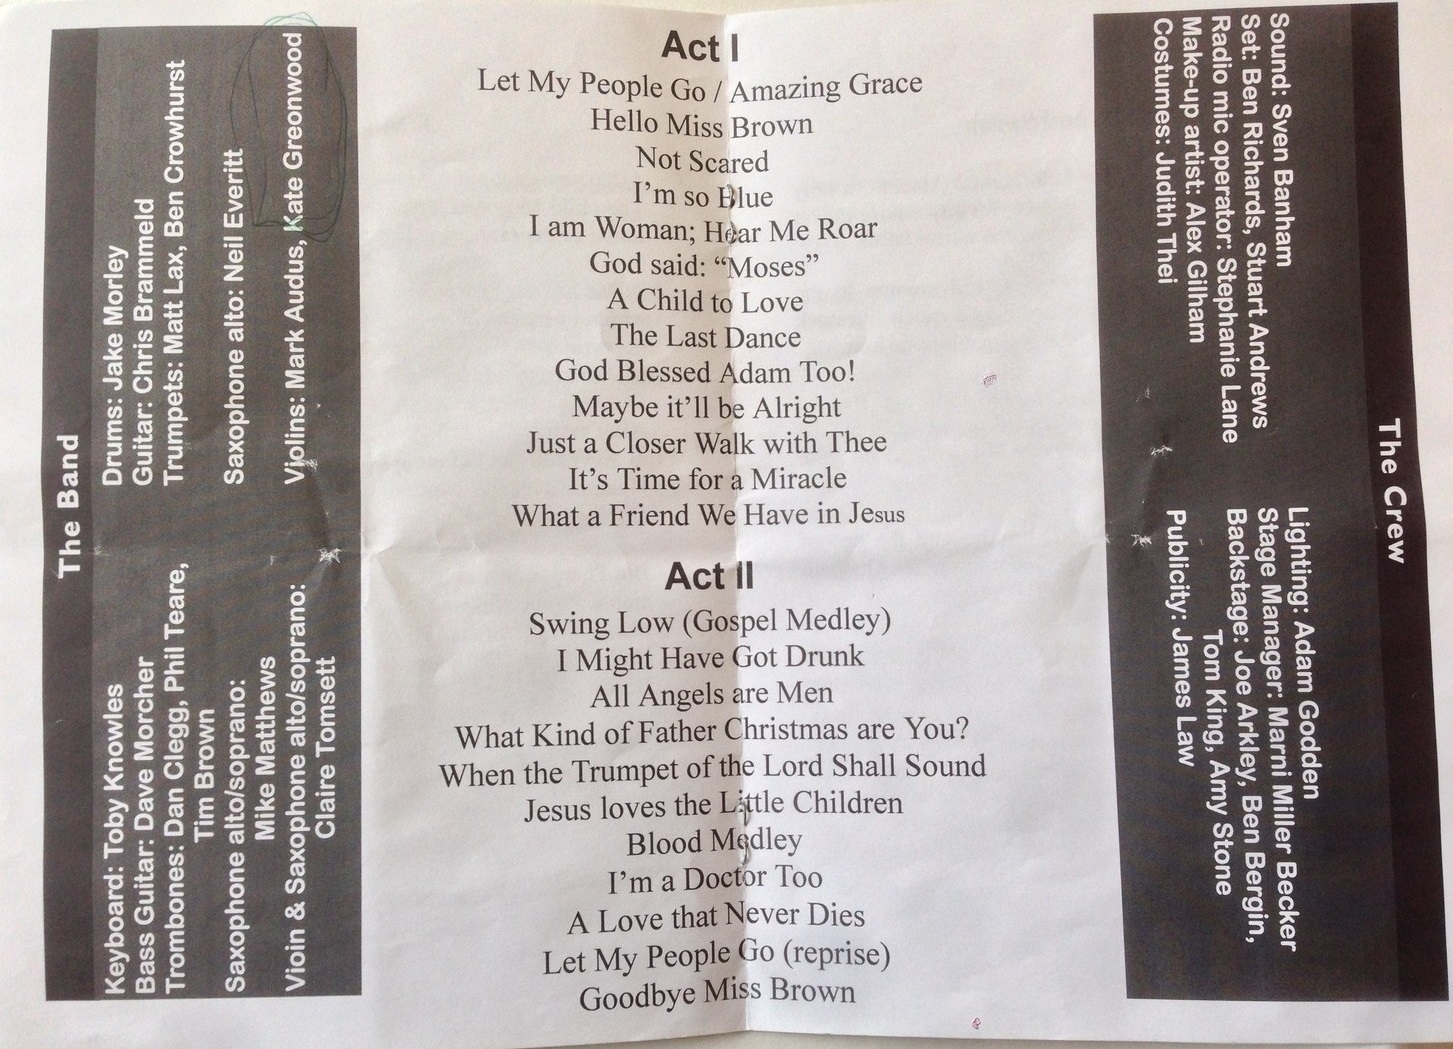 The Band
Keyboard: Toby Knowles
Bass Guitar: Dave Morcher
Trombones: Dan Clegg, Phil Teare,
Tim Brown
Saxophone alto/soprano:
Mike Matthews
Vioin & Saxophone alto/soprano:
Claire Tomsett
Drums: Jake Morley
Guitar: Chris Brammeld
Trumpets: Matt Lax, Ben Crowhurst
Saxophone alto: Neil Everitt
Violins: Mark Audus, Kate Greonwood
Act I
Let My People Go / Amazing Grace
Hello Miss Brown
Not Scared
I'm so Blue
I am Woman; Hear Me Roar
God said: “Moses”
A Child to Love
The Last Dance
God Blessed Adam Too!
Maybe it'll be Alright
Just a Closer Walk with Thee
It's Time for a Miracle
What a Friend We Have in Jesus
Act II
Swing Low (Gospel Medley)
I Might Have Got Drunk
All Angels are Men
What Kind of Father Christmas are You?
When the Trumpet of the Lord Shall Sound
Jesus loves the Little Children
Blood Medley
I'm a Doctor Too
A Love that Never Dies
Let My People Go (reprise)
Goodbye Miss Brown
The Crew
Sound: Sven Banham
Set: Ben Richards, Stuart Andrews
Radio mic operator: Stephanie Lane
Make-up artist: Alex Gilham
Costumes: Judith Thei
Lighting: Adam Godden
Stage Manager: Marni Miller Becker
Backstage: Joe Arkley, Ben Bergin,
Tom King, Amy Stone
Publicity: James Law